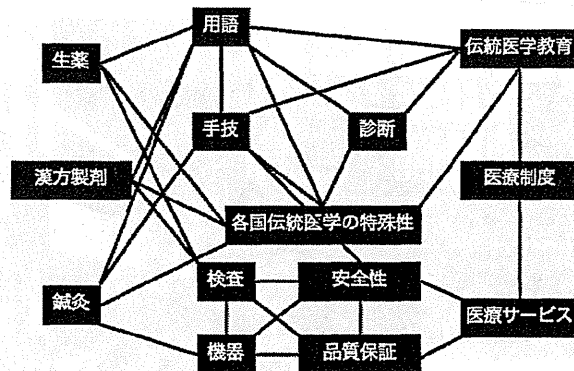 用語
伝統医学教育
生薬
手技
診断
漢方製剤
医療制度
各国伝統医学の特殊性
検査
安全性
鍼灸
医療サービス
機器
品質保証